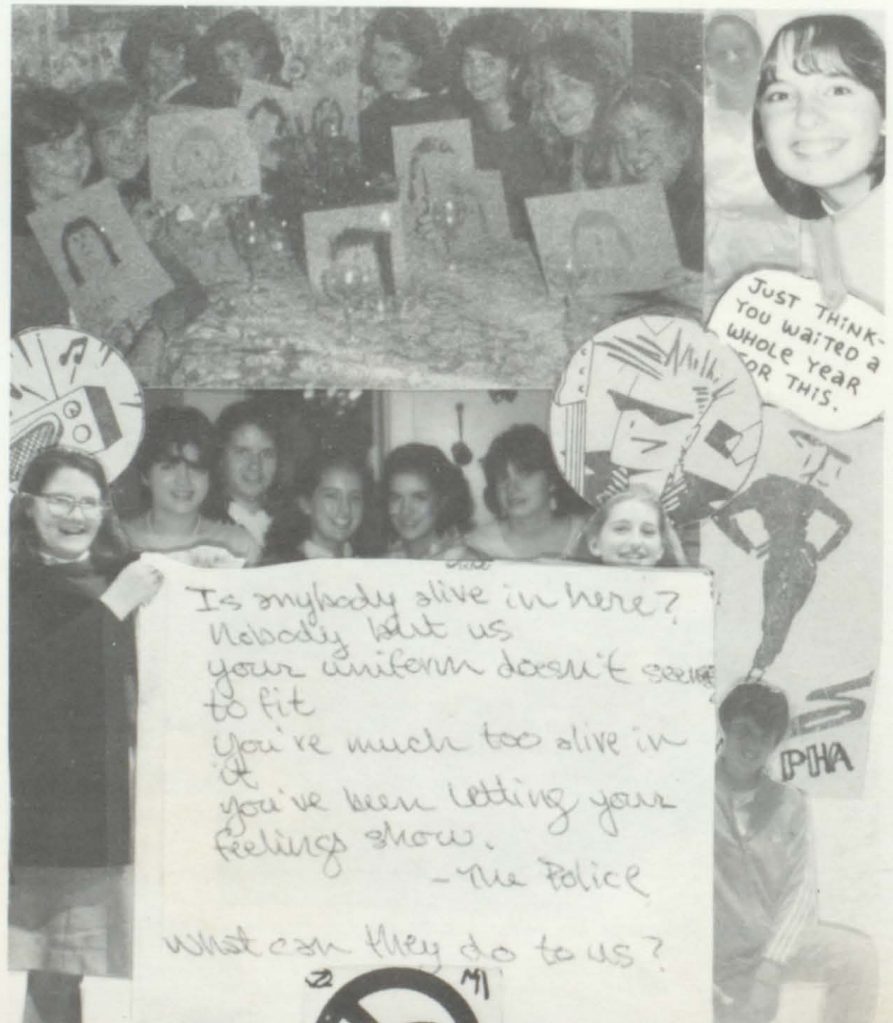 JUST THINK-
YOU WAITED A
WHOLE YEAR
FOR THIS.
Is anybody alive in here?
Nobody but us
your uniform doesn't seem
to fit
you're much too alive in
it
you've been letting your
feelings show.
- The Police
What can they do to us?
PHA